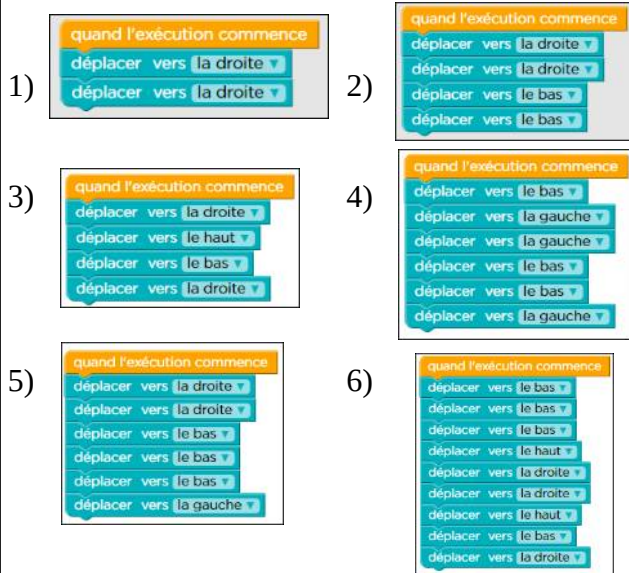 1)
quand l'exécution commence
déplacer vers la droite
déplacer vers la droite
2)
quand l'exécution commence
déplacer vers la droite
déplacer vers la droite
déplacer vers le bas
déplacer vers le bas
3)
quand l'exécution commence
déplacer vers la droite
déplacer vers le haut
déplacer vers le bas
déplacer vers la droite
4)
quand l'exécution commence
déplacer vers le bas
déplacer vers la gauche
déplacer vers la gauche
déplacer vers le bas
déplacer vers le bas
déplacer vers la gauche
5)
quand l'exécution commence
déplacer vers la droite
déplacer vers la droite
déplacer vers le bas
déplacer vers le bas
déplacer vers le bas
déplacer vers la gauche
6)
quand l'exécution commence
déplacer vers le bas
déplacer vers le bas
déplacer vers le bas
déplacer vers le haut
déplacer vers la droite
déplacer vers la droite
déplacer vers le haut
déplacer vers le bas
déplacer vers la droite